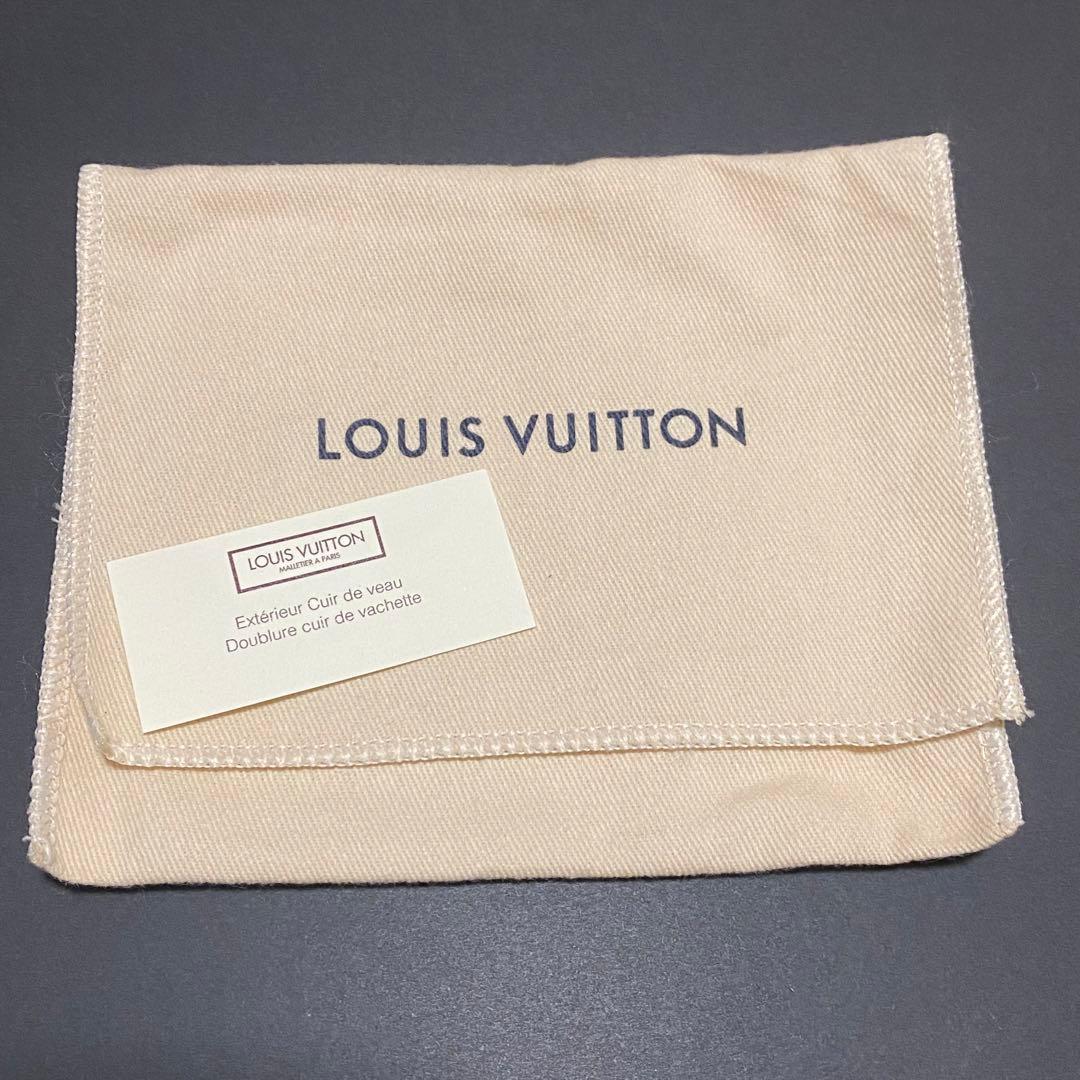 LOUIS VUITTON
LOUIS VUITTON
MALLETIER A PARIS
Extérieur Cuir de veau
Doublure cuir de vachette